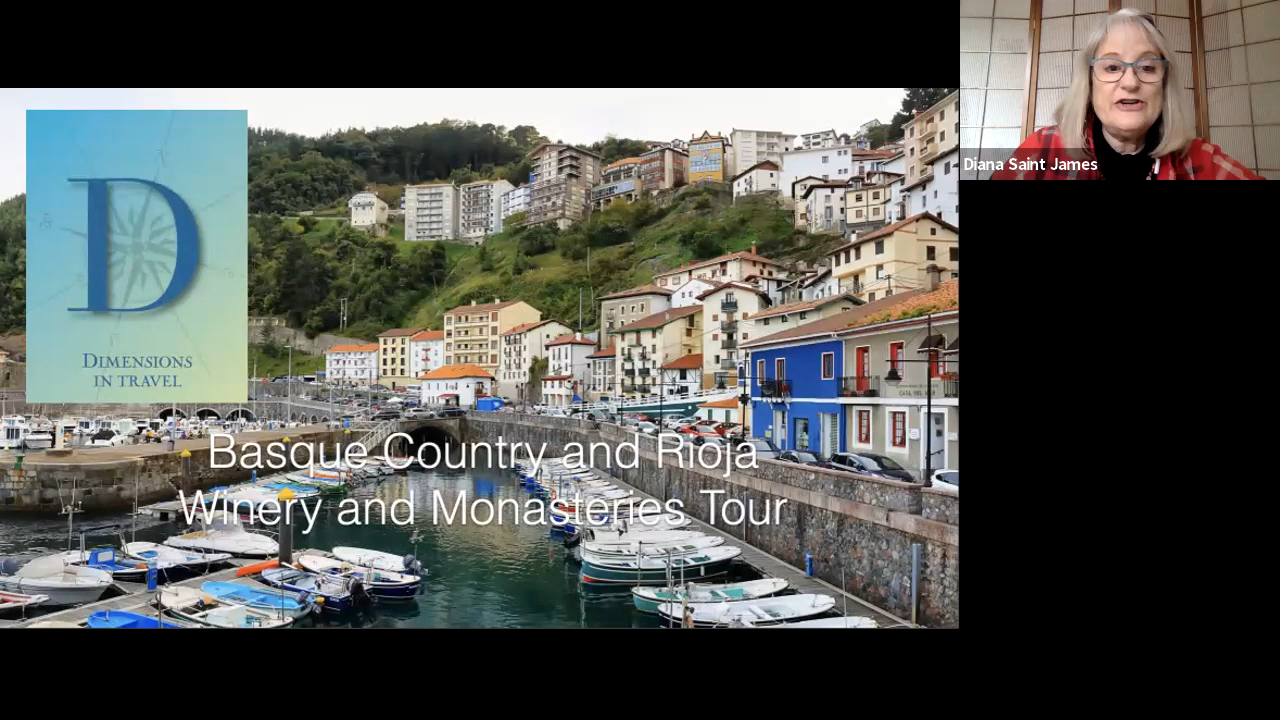 D
DIMENSIONS
IN TRAVEL
Basque Country and Rioja
Winery and Monasteries Tour
Diana Saint James